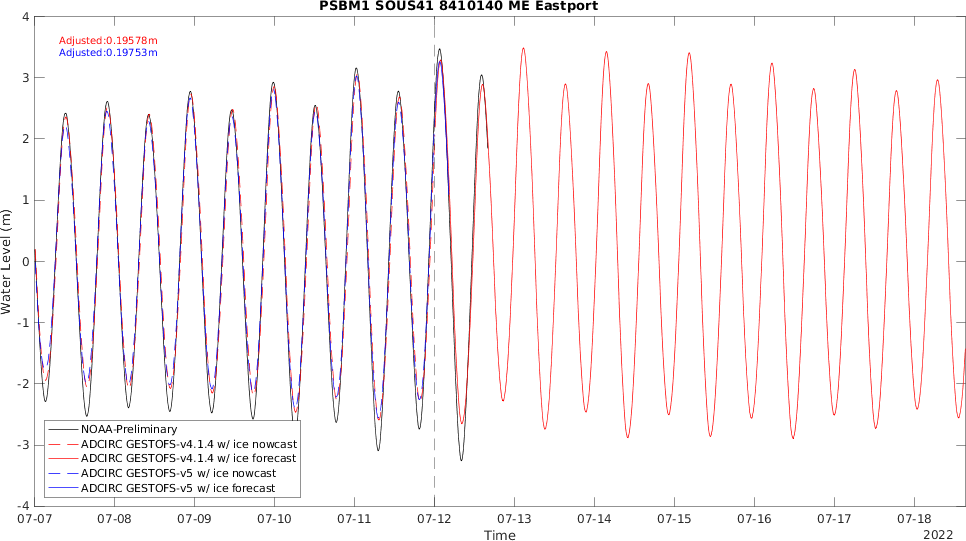 PSBM1 SOUS41 8410140 ME Eastport
Adjusted:0.19578m
Adjusted:0.19753m
4
3
2
1
0
-1
-2
-3
-4
Water Level (m)
NOAA-Preliminary
ADCIRC GESTOFS-v4.1.4 w/ ice nowcast
ADCIRC GESTOFS-v4.1.4 w/ ice forecast
ADCIRC GESTOFS-v5 w/ ice nowcast
ADCIRC GESTOFS-v5 w/ ice forecast
07-07 07-08 07-09 07-10 07-11 07-12 07-13 07-14 07-15 07-16 07-17 07-18
Time
2022